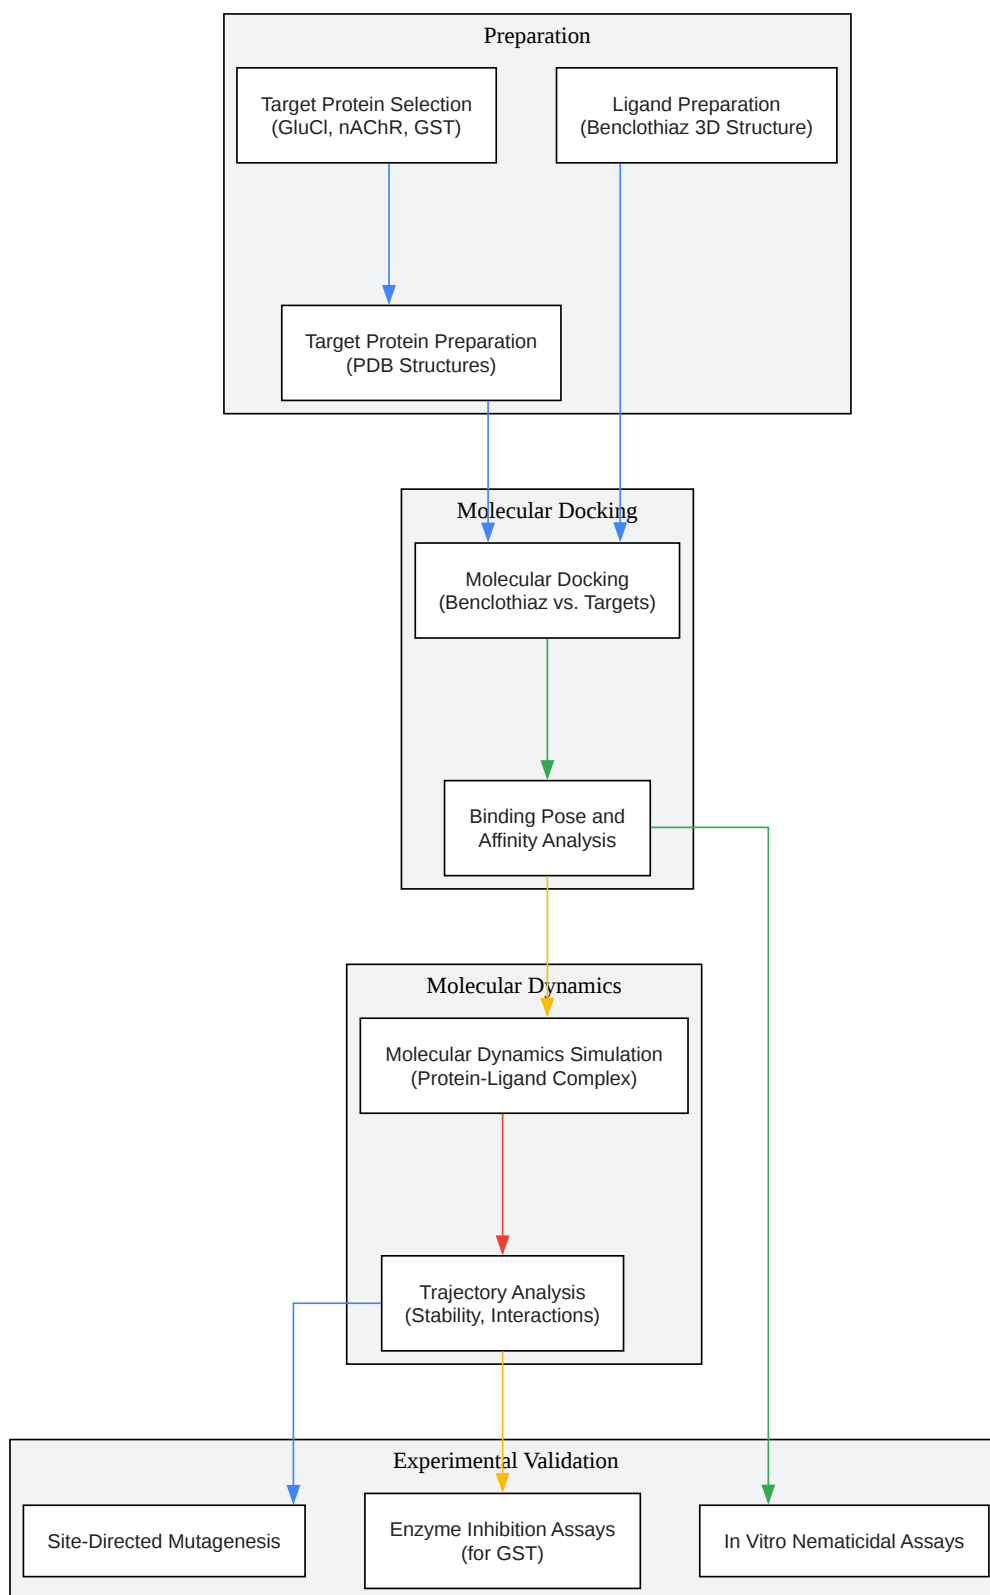 Preparation
Target Protein Selection
(GluCl, nAChR, GST)
Ligand Preparation
(Benclothiaz 3D Structure)
Target Protein Preparation
(PDB Structures)
Molecular Docking
Molecular Docking
(Benclothiaz vs. Targets)
Binding Pose and
Affinity Analysis
Molecular Dynamics
Molecular Dynamics Simulation
(Protein-Ligand Complex)
Trajectory Analysis
(Stability, Interactions)
Experimental Validation
Site-Directed Mutagenesis
Enzyme Inhibition Assays
(for GST)
In Vitro Nematicidal Assays